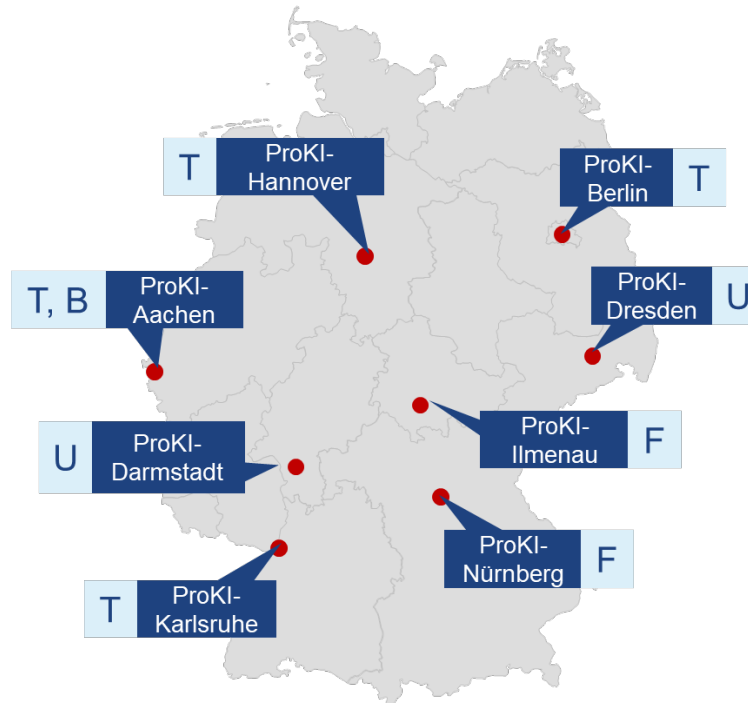 T
ProKI-
Hannover
ProKI-
Berlin
T
T, B
ProKI-
Aachen
ProKI-
Dresden
U
U
ProKI-
Darmstadt
ProKI-
Ilmenau
F
ProKI-
Nürnberg
F
T
ProKI-
Karlsruhe